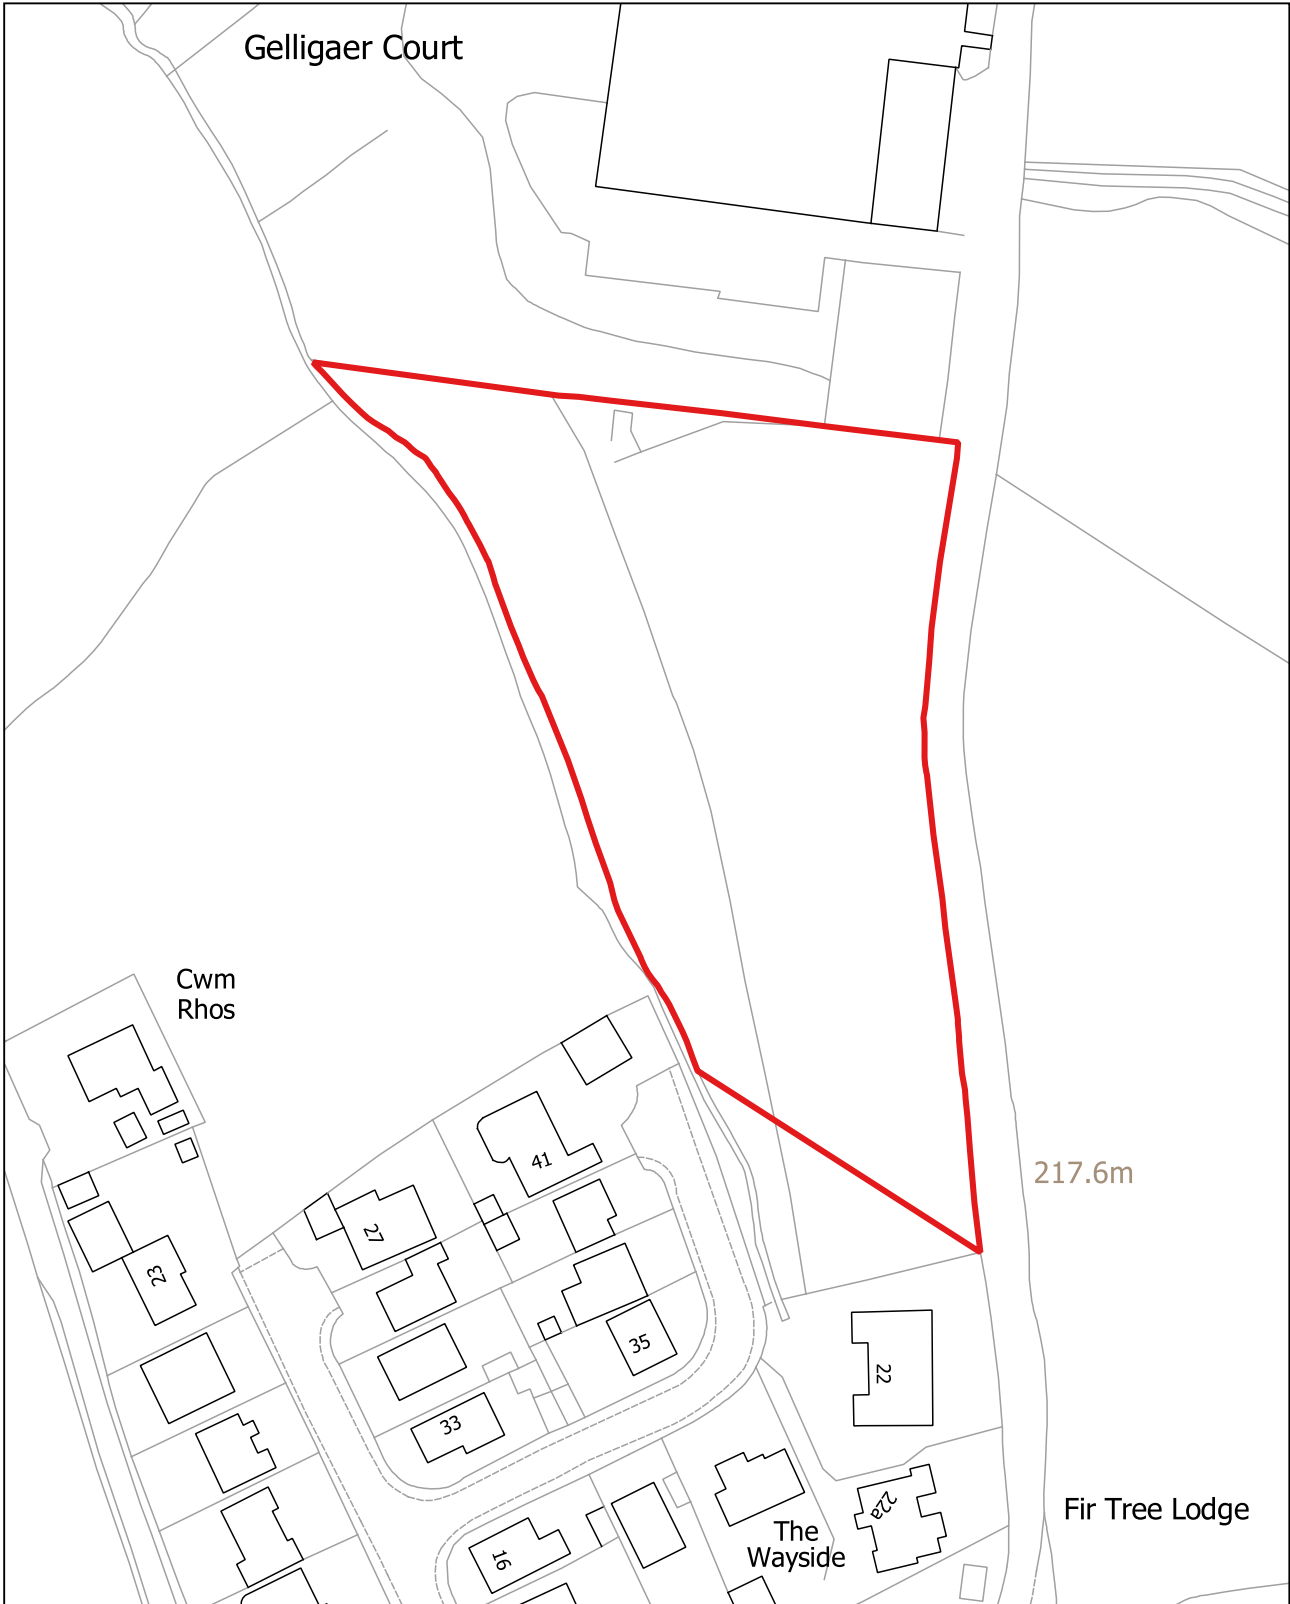 Gelligaer Court
Cwm
Rhos
41
27
23
217.6m
35
22
33
Fir Tree Lodge
22a
The
Wayside
16